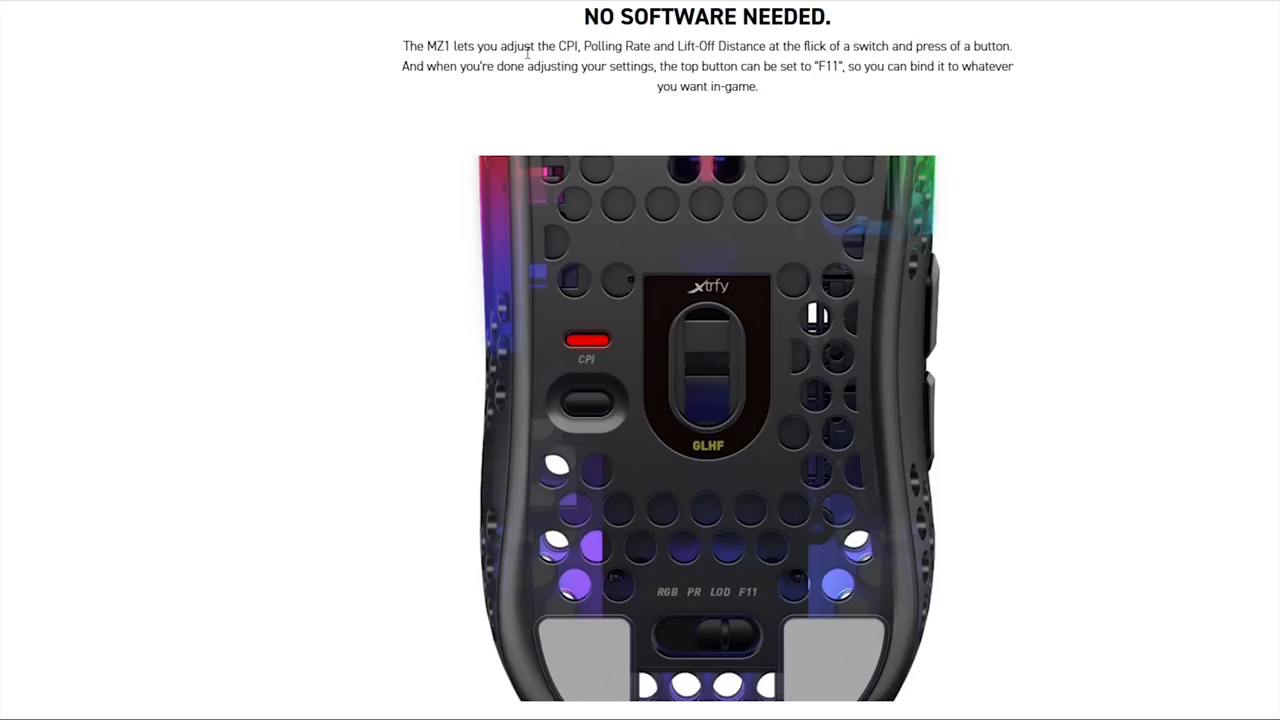 NO SOFTWARE NEEDED.
The MZ1 lets you adjust the CPI, Polling Rate and Lift-Off Distance at the flick of a switch and press of a button.
And when you're done adjusting your settings, the top button can be set to "F11", so you can bind it to whatever
you want in-game.
xtrfy
CPI
GLHF
RGB PR LOD F11